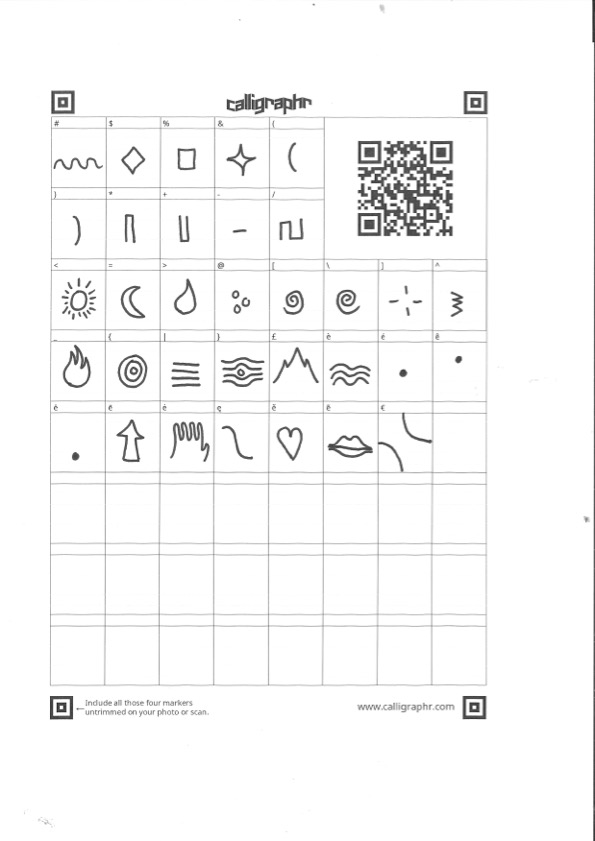 calligraphr
# $ % & (
) * + - /
< = > @ [ \ ] ^
_ { | } £ è é ê
ë ē ė ę ĕ ě €
Include all those four markers
untrimmed on your photo or scan.
www.calligraphr.com